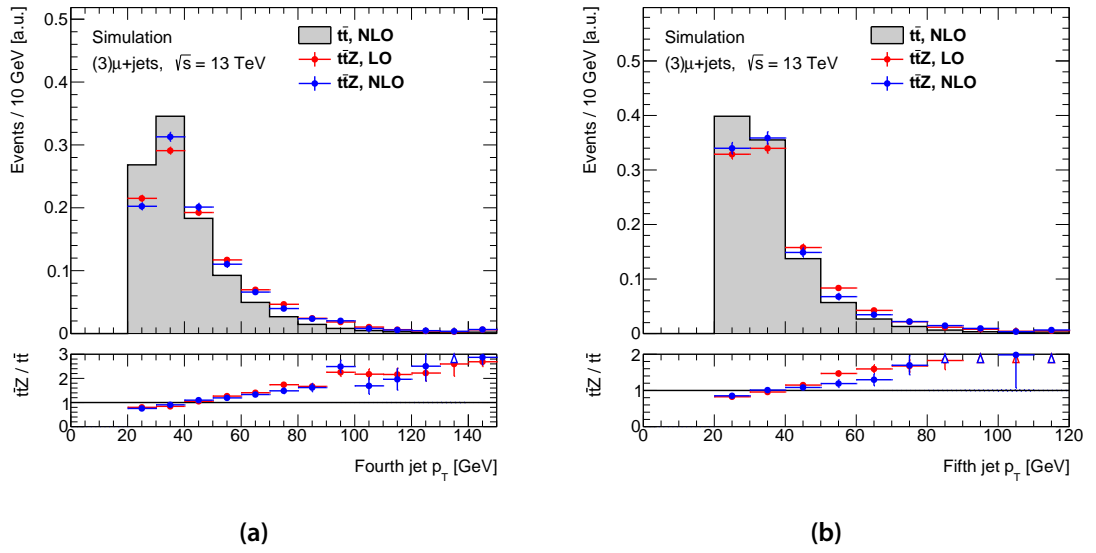 Events / 10 GeV [a.u.]
0.5
0.4
0.3
0.2
0.1
0
Simulation
(3)μ+jets, √s = 13 TeV
tt̄, NLO
tt̄Z, LO
tt̄Z, NLO
tt̄Z / tt̄
3
2
1
0
0 20 40 60 80 100 120 140
Fourth jet p_T [GeV]
(a)
Events / 10 GeV [a.u.]
0.6
0.5
0.4
0.3
0.2
0.1
0
Simulation
(3)μ+jets, √s = 13 TeV
tt̄, NLO
tt̄Z, LO
tt̄Z, NLO
tt̄Z / tt̄
2
1
0
0 20 40 60 80 100 120
Fifth jet p_T [GeV]
(b)